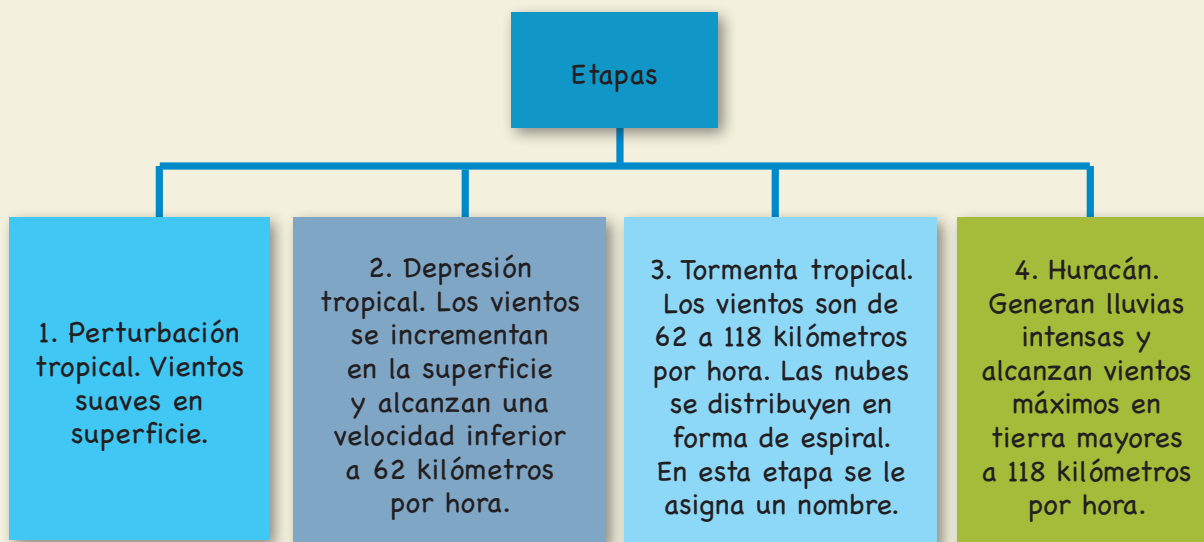 Etapas
1. Perturbación
tropical. Vientos
suaves en
superficie.
2. Depresión
tropical. Los vientos
se incrementan
en la superficie
y alcanzan una
velocidad inferior
a 62 kilómetros
por hora.
3. Tormenta tropical.
Los vientos son de
62 a 118 kilómetros
por hora. Las nubes
se distribuyen en
forma de espiral.
En esta etapa se le
asigna un nombre.
4. Huracán.
Generan lluvias
intensas y
alcanzan vientos
máximos en
tierra mayores
a 118 kilómetros
por hora.